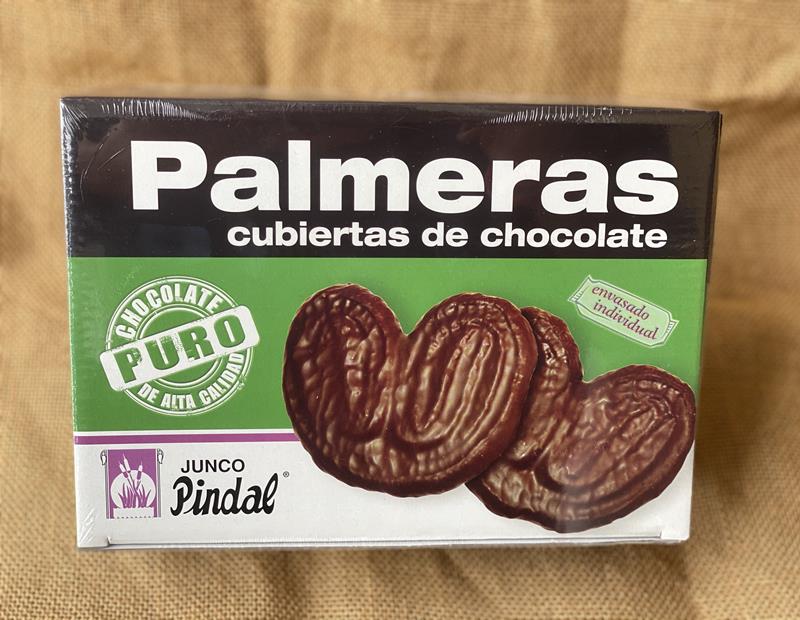 Palmeras
cubiertas de chocolate
CHOCOLATE
PURO
DE ALTA CALIDAD
envasado
individual
JUNCO
Pindal®